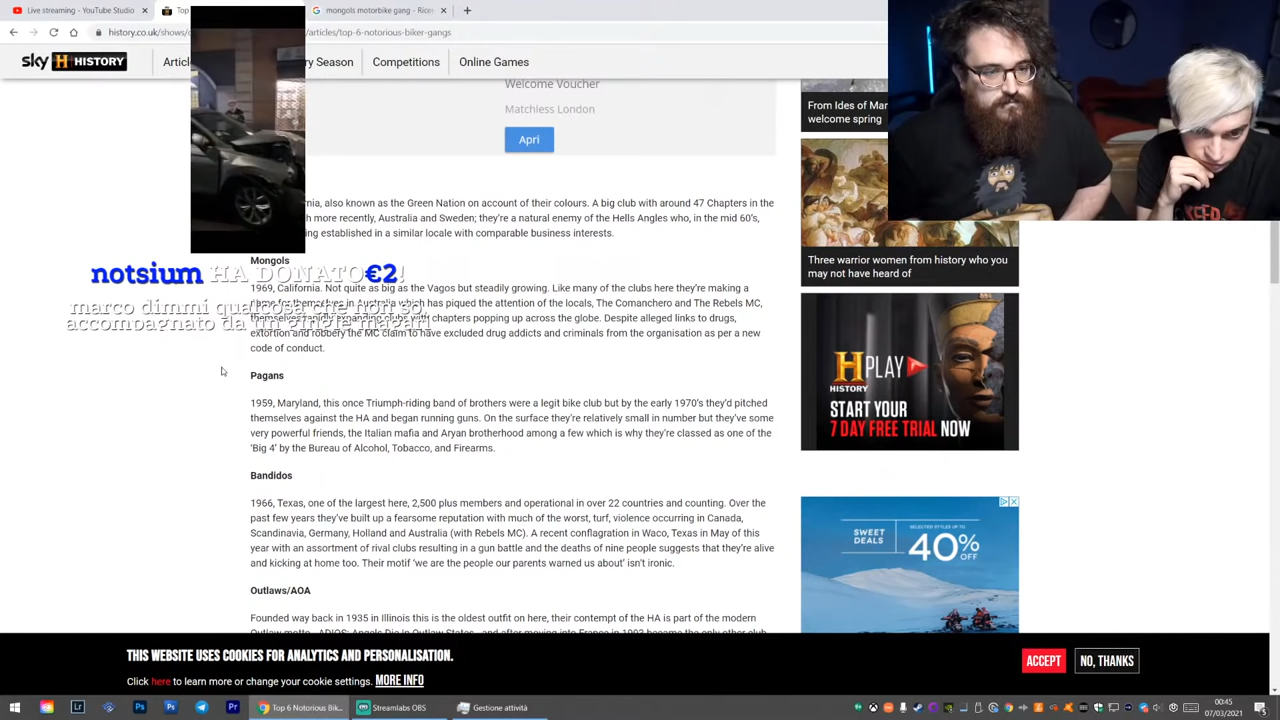 Live streaming - YouTube Studio
Top
mongols motorbike gang - Rice
history.co.uk/shows/
/articles/top-6-notorious-biker-gangs
sky HISTORY
Articl
ry Season
Competitions
Online Games
Welcome Voucher
Matchless London
Apri
From Ides of Mar
welcome spring
rnia, also known as the Green Nation on account of their colours. A big club with around 47 Chapters in the
h more recently, Australia and Sweden; they're a natural enemy of the Hells Angles who, in the mid 60's,
ing established in a similar locale with comparable business interests.
Three warrior women from history who you
may not have heard of
Mongols
notsium HA DONATO €2!
marco dimmi qualcosa che non so,
accompagnato da un gingle magari
1969, California. Not quite as big as the Vagos but steadily growing. Like many of the clubs here they're making a
name for themselves in Australia which has piqued the attention of the locals, The Comanchero and The Rebels MC,
themselves rapidly expanding clubs with chapters popping up across the globe. Despite alleged links to drugs,
extortion and robbery the MC claim to have excluded drug addicts and criminals from the organisation as per a new
code of conduct.
Pagans
1959, Maryland, this once Triumph-riding band of brothers were a legit bike club but by the early 1970's they'd pitched
themselves against the HA and began running guns. On the surface they're relatively small in number but they've some
very powerful friends, the Italian mafia and Aryan brotherhood among a few which is why they're classed as one of the
'Big 4' by the Bureau of Alcohol, Tobacco, and Firearms.
H PLAY
HISTORY
START YOUR
7 DAY FREE TRIAL NOW
Bandidos
1966, Texas, one of the largest here, 2,500 plus members and operational in over 22 countries and counting. Over the
past few years they've built up a fearsome reputation with much of the worst, turf, violence occurring in Canada,
Scandinavia, Germany, Holland and Australia (with Rebels MC). A recent conflagration in Waco, Texas in May of this
year with an assortment of rival clubs resulting in a gun battle and the deaths of nine people suggests that they're alive
and kicking at home too. Their motif 'we are the people our parents warned us about' isn't ironic.
SWEET
DEALS
SELECTED STYLES UP TO
40% OFF
Outlaws/AOA
Founded way back in 1935 in Illinois this is the oldest outfit on here, their contempt of the HA is part of the modern
Outlaw motto - ADIOS: Angels Die In Outlaw States - and after moving into France in 1993 became the only other club
THIS WEBSITE USES COOKIES FOR ANALYTICS AND PERSONALISATION.
Click here to learn more or change your cookie settings. MORE INFO
ACCEPT
NO, THANKS
Top 6 Notorious Bik...
Streamlabs OBS
Gestione attività
00:45
07/03/2021